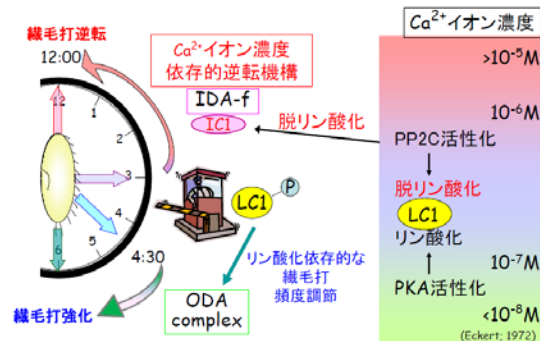 繊毛打逆転
12:00
12
1
2
3
4
5
6
4:30
繊毛打強化
Ca²⁺イオン濃度
依存的逆転機構
IDA-f
IC1
脱リン酸化
LC1
P
リン酸化依存的な
繊毛打
頻度調節
ODA
complex
Ca²⁺イオン濃度
>10⁻⁵M
10⁻⁶M
PP2C活性化
脱リン酸化
LC1
リン酸化
10⁻⁷M
PKA活性化
<10⁻⁸M
(Eckert; 1972)